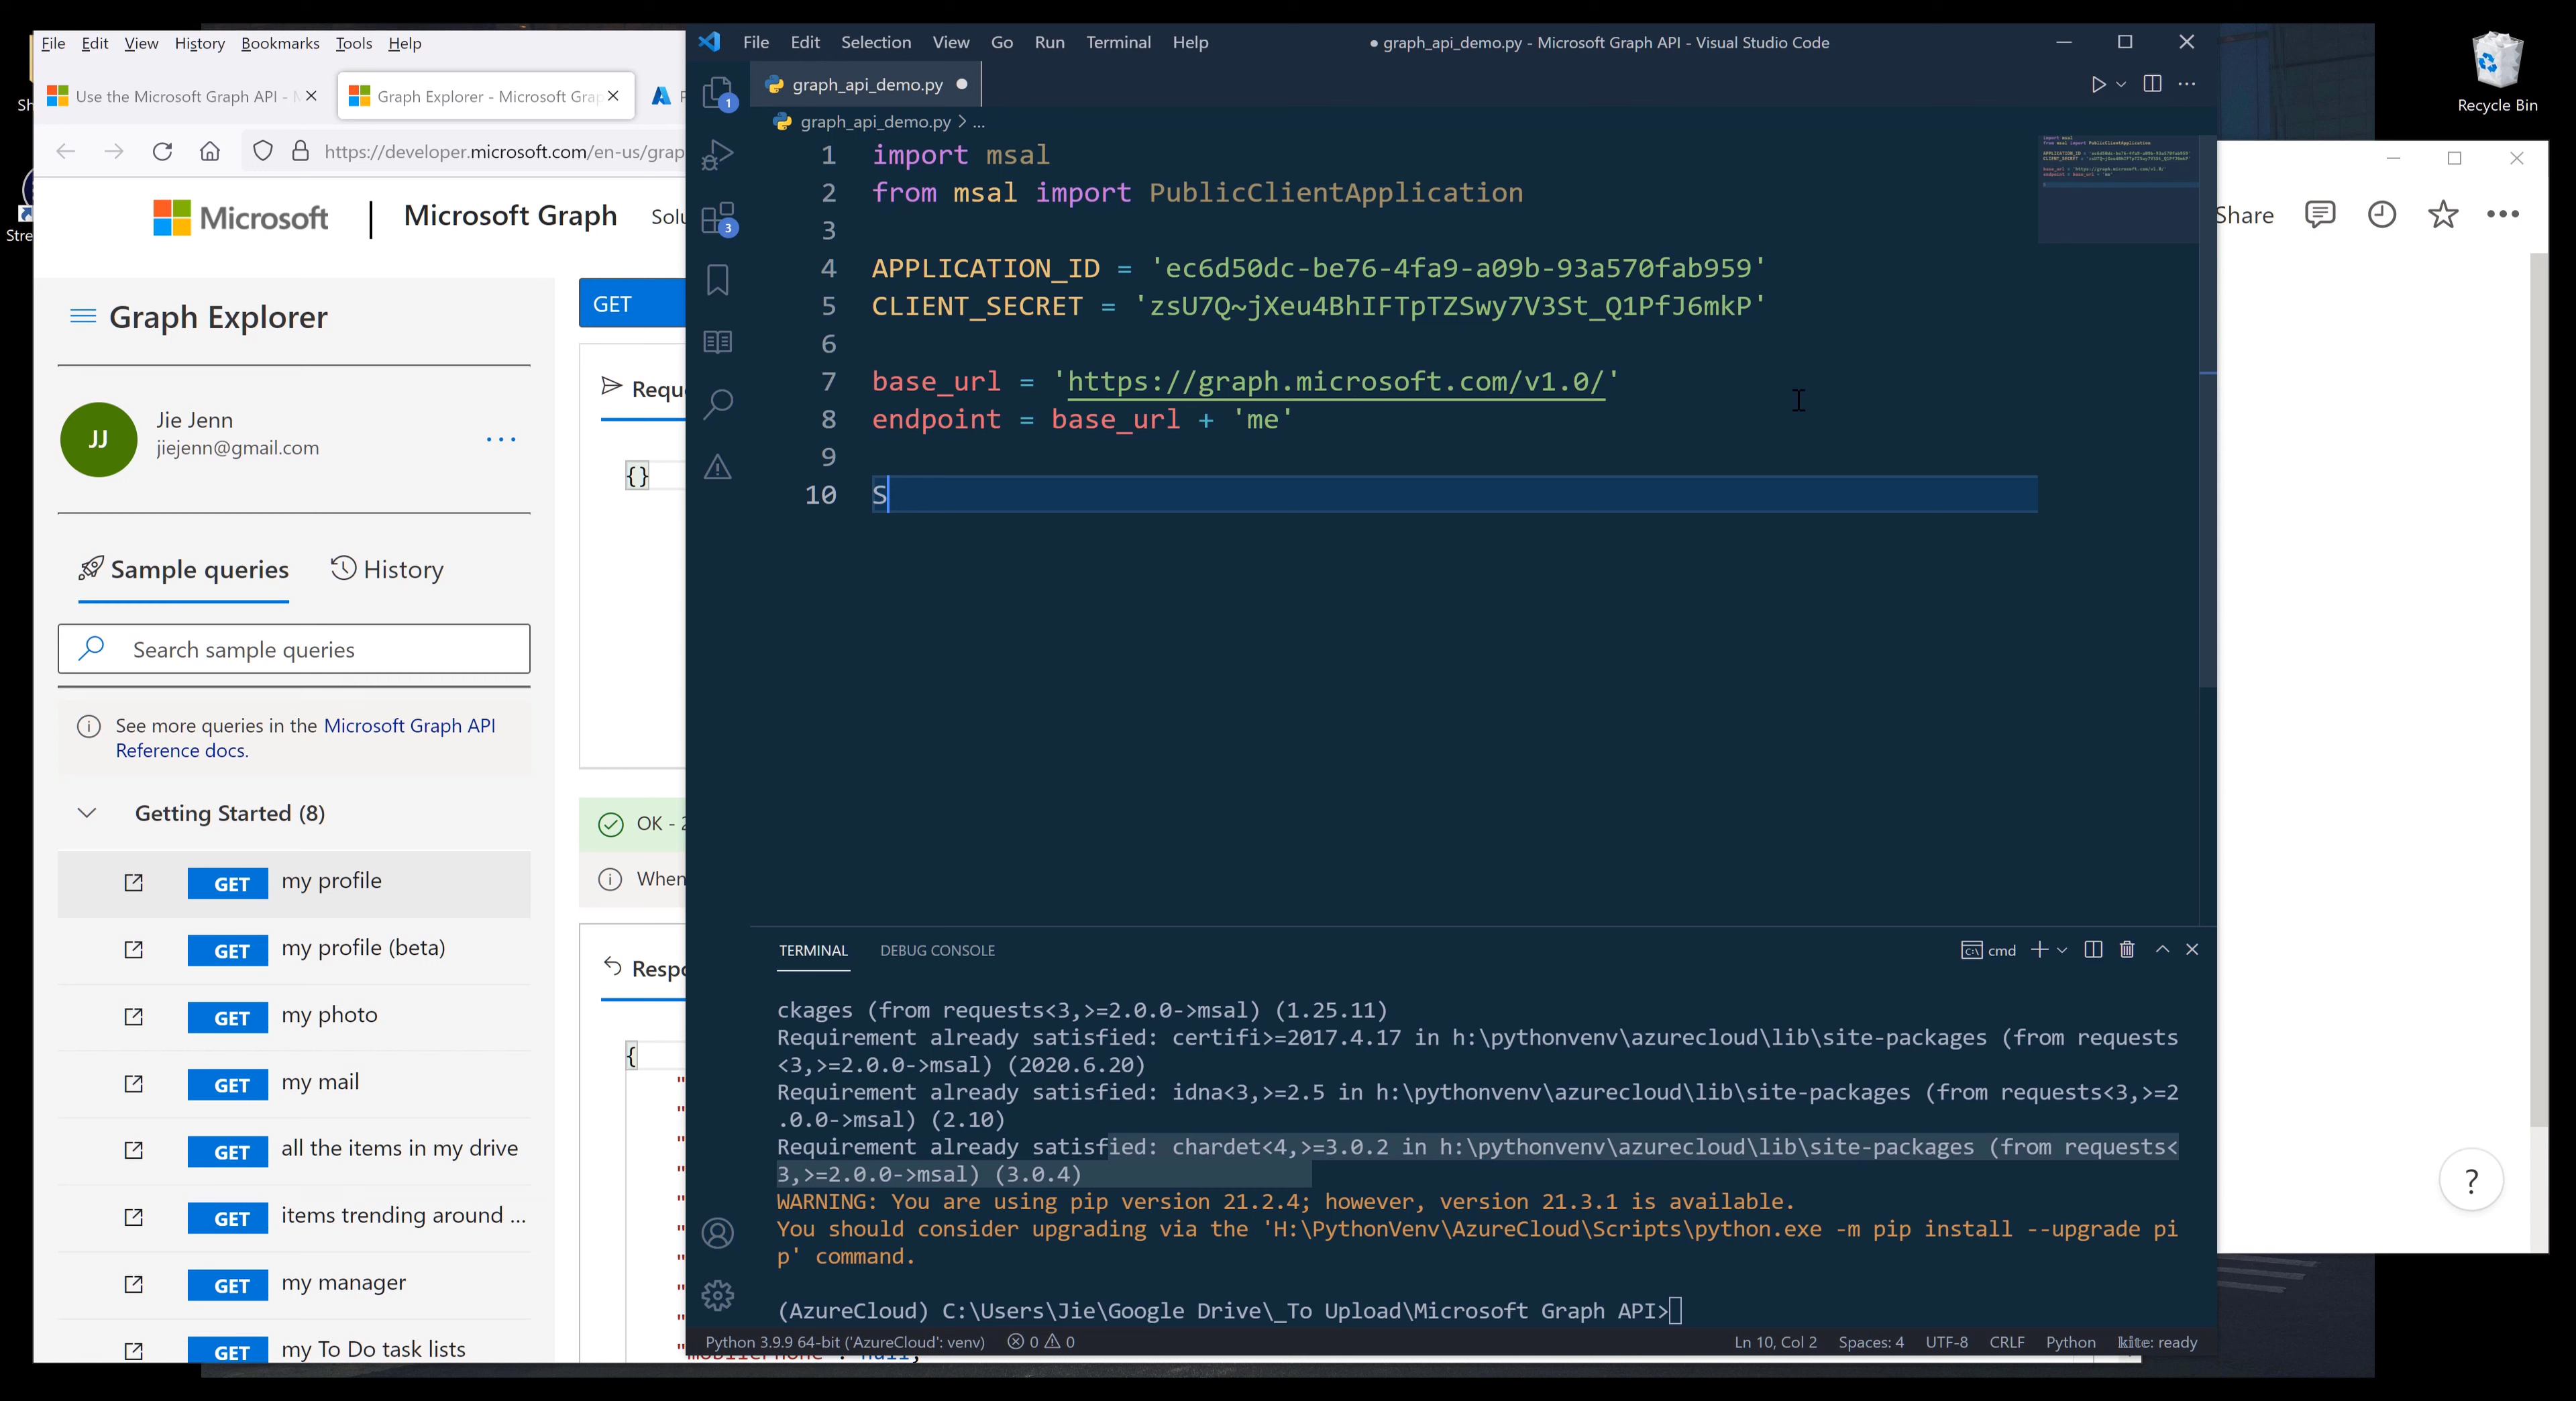 Recycle Bin
Sh
Stre
File Edit View History Bookmarks Tools Help
Use the Microsoft Graph API -
Graph Explorer - Microsoft Grap
https://developer.microsoft.com/en-us/grap
Microsoft
Microsoft Graph
Solu
Graph Explorer
JJ
Jie Jenn
jiejenn@gmail.com
Sample queries
History
Search sample queries
See more queries in the Microsoft Graph API
Reference docs.
Getting Started (8)
GET my profile
GET my profile (beta)
GET my photo
GET my mail
GET all the items in my drive
GET items trending around ...
GET my manager
GET my To Do task lists
GET
Reque
{}
OK - 2
When
Respo
{
File Edit Selection View Go Run Terminal Help
● graph_api_demo.py - Microsoft Graph API - Visual Studio Code
graph_api_demo.py ●
graph_api_demo.py > ...
1
3
1 import msal
2 from msal import PublicClientApplication
3
4 APPLICATION_ID = 'ec6d50dc-be76-4fa9-a09b-93a570fab959'
5 CLIENT_SECRET = 'zsU7Q~jXeu4BhIFTpTZSwy7V3St_Q1PfJ6mkP'
6
7 base_url = 'https://graph.microsoft.com/v1.0/'
8 endpoint = base_url + 'me'
9
10 S
TERMINAL DEBUG CONSOLE
cmd
ckages (from requests<3,>=2.0.0->msal) (1.25.11)
Requirement already satisfied: certifi>=2017.4.17 in h:\pythonvenv\azurecloud\lib\site-packages (from requests
<3,>=2.0.0->msal) (2020.6.20)
Requirement already satisfied: idna<3,>=2.5 in h:\pythonvenv\azurecloud\lib\site-packages (from requests<3,>=2
.0.0->msal) (2.10)
Requirement already satisfied: chardet<4,>=3.0.2 in h:\pythonvenv\azurecloud\lib\site-packages (from requests<
3,>=2.0.0->msal) (3.0.4)
WARNING: You are using pip version 21.2.4; however, version 21.3.1 is available.
You should consider upgrading via the 'H:\PythonVenv\AzureCloud\Scripts\python.exe -m pip install --upgrade pi
p' command.
(AzureCloud) C:\Users\Jie\Google Drive\_To Upload\Microsoft Graph API>
Python 3.9.9 64-bit ('AzureCloud': venv) 0 0
Ln 10, Col 2 Spaces: 4 UTF-8 CRLF Python kite: ready
Share
?